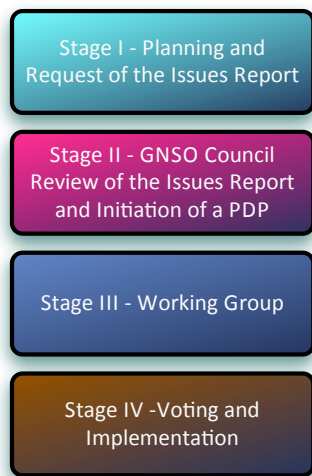 Stage I - Planning and
Request of the Issues Report
Stage II - GNSO Council
Review of the Issues Report
and Initiation of a PDP
Stage III - Working Group
Stage IV -Voting and
Implementation